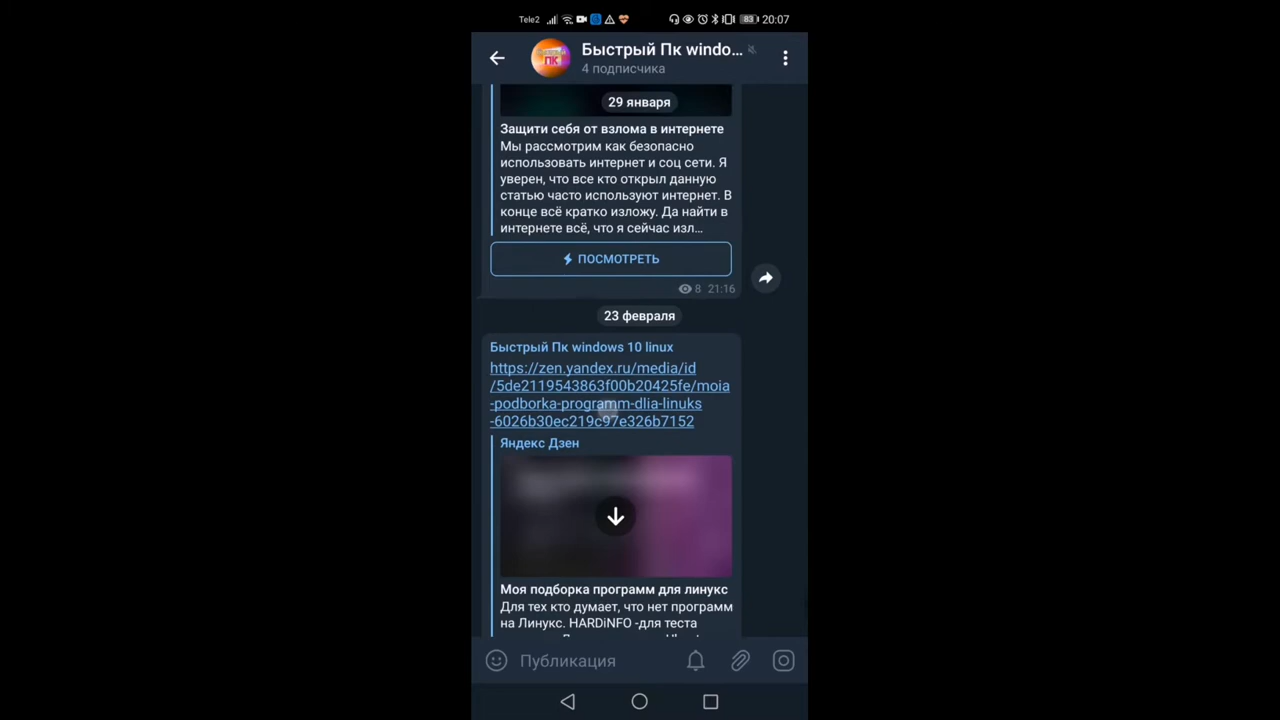 Tele2 83 20:07
Быстрый Пк windo...
4 подписчика
29 января
Защити себя от взлома в интернете
Мы рассмотрим как безопасно
использовать интернет и соц сети. Я
уверен, что все кто открыл данную
статью часто используют интернет. В
конце всё кратко изложу. Да найти в
интернете всё, что я сейчас изл...
ПОСМОТРЕТЬ
8 21:16
23 февраля
Быстрый Пк windows 10 linux
https://zen.yandex.ru/media/id
/5de2119543863f00b20425fe/moia
-podborka-programm-dlia-linuks
-6026b30ec219c97e326b7152
Яндекс Дзен
Моя подборка программ для линукс
Для тех кто думает, что нет программ
на Линукс. HARDiNFO -для теста
Публикация